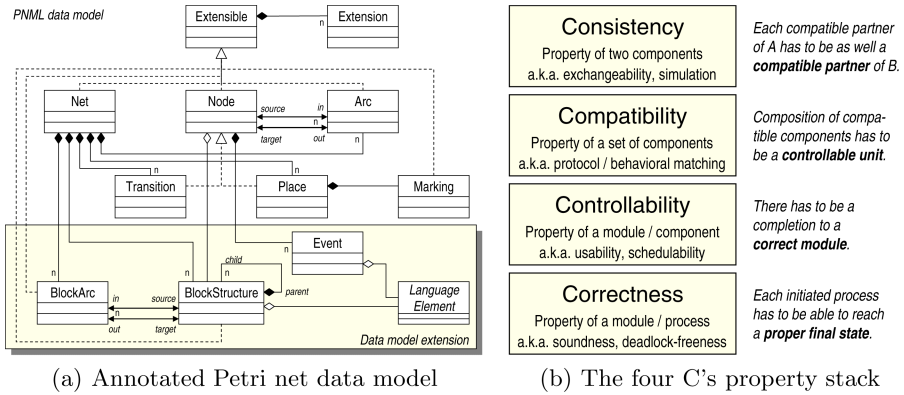 PNML data model
Extensible
n
Extension
Net
Node
source
in
n
target
out
Arc
n
n
n
Transition
Place
Marking
Event
n
child
n
n
n
BlockArc
in
source
n
out
target
BlockStructure
parent
Language
Element
Data model extension
(a) Annotated Petri net data model
Consistency
Property of two components
a.k.a. exchangeability, simulation
Each compatible partner
of A has to be as well a
compatible partner of B.
Compatibility
Property of a set of components
a.k.a. protocol / behavioral matching
Composition of compa-
tible components has to
be a controllable unit.
Controllability
Property of a module / component
a.k.a. usability, schedulability
There has to be a
completion to a
correct module.
Correctness
Property of a module / process
a.k.a. soundness, deadlock-freeness
Each initiated process
has to be able to reach
a proper final state.
(b) The four C's property stack